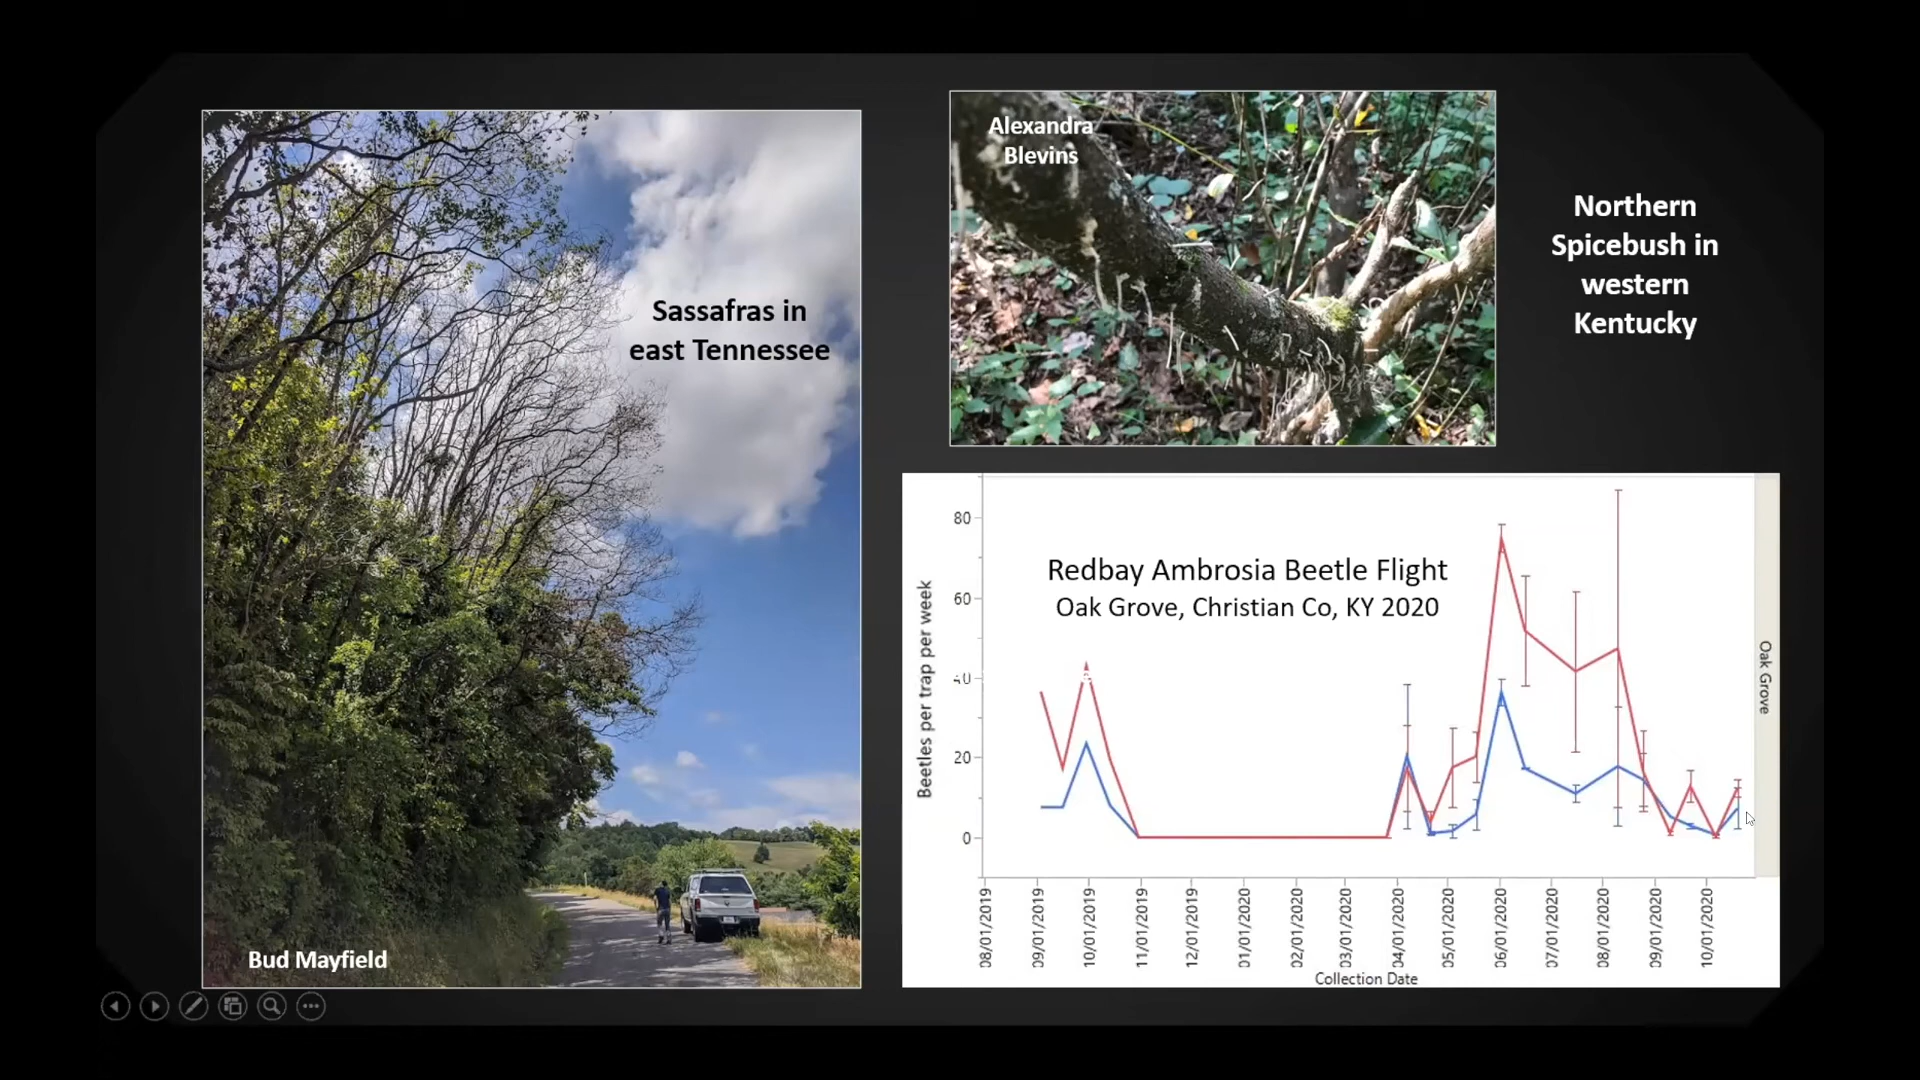 Sassafras in
east Tennessee
Bud Mayfield
Alexandra
Blevins
Northern
Spicebush in
western
Kentucky
Redbay Ambrosia Beetle Flight
Oak Grove, Christian Co, KY 2020
Beetles per trap per week
80
60
40
20
0
Oak Grove
08/01/2019
09/01/2019
10/01/2019
11/01/2019
12/01/2019
01/01/2020
02/01/2020
03/01/2020
04/01/2020
05/01/2020
06/01/2020
07/01/2020
08/01/2020
09/01/2020
10/01/2020
Collection Date